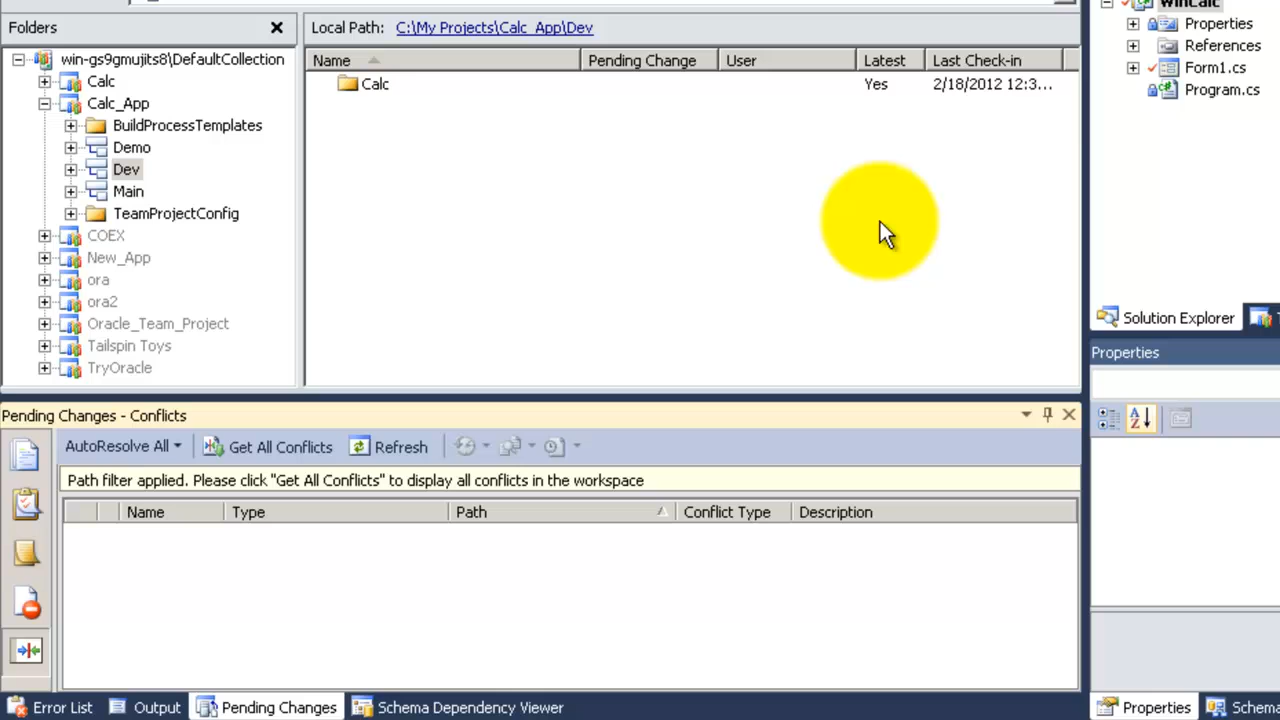 Folders
Local Path: C:\My Projects\Calc_App\Dev
win-gs9gmujits8\DefaultCollection
Calc
Calc_App
BuildProcessTemplates
Demo
Dev
Main
TeamProjectConfig
COEX
New_App
ora
ora2
Oracle_Team_Project
Tailspin Toys
TryOracle
Name Pending Change User Latest Last Check-in
Calc Yes 2/18/2012 12:3...
WinCalc
Properties
References
Form1.cs
Program.cs
Solution Explorer
Properties
Pending Changes - Conflicts
AutoResolve All Get All Conflicts Refresh
Path filter applied. Please click "Get All Conflicts" to display all conflicts in the workspace
Name Type Path Conflict Type Description
Error List Output Pending Changes Schema Dependency Viewer
Properties Schema